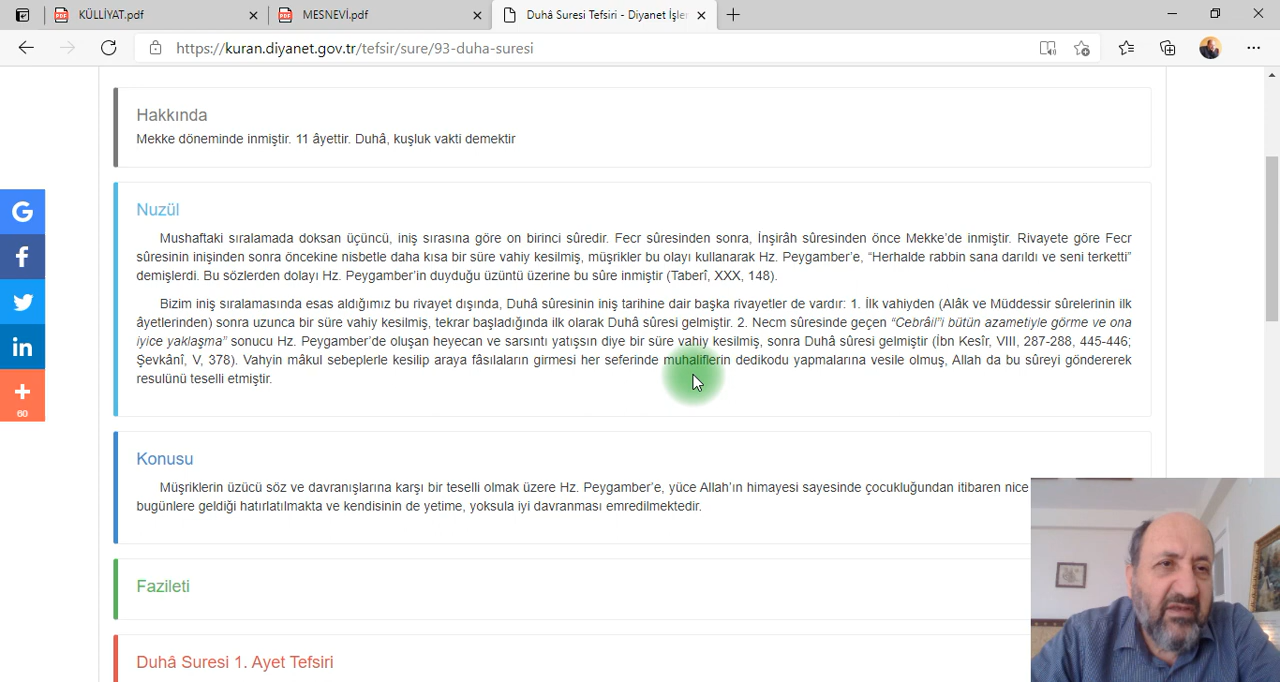 KÜLLİYAT.pdf
MESNEVİ.pdf
Duhâ Suresi Tefsiri - Diyanet İşler
https://kuran.diyanet.gov.tr/tefsir/sure/93-duha-suresi
Hakkında
Mekke döneminde inmiştir. 11 âyettir. Duhâ, kuşluk vakti demektir
Nuzül
Mushaftaki sıralamada doksan üçüncü, iniş sırasına göre on birinci sûredir. Fecr sûresinden sonra, İnşirâh sûresinden önce Mekke'de inmiştir. Rivayete göre Fecr
sûresinin inişinden sonra öncekine nisbetle daha kısa bir süre vahiy kesilmiş, müşrikler bu olayı kullanarak Hz. Peygamber'e, “Herhalde rabbin sana darıldı ve seni terketti”
demişlerdi. Bu sözlerden dolayı Hz. Peygamber'in duyduğu üzüntü üzerine bu sûre inmiştir (Taberî, XXX, 148).
Bizim iniş sıralamasında esas aldığımız bu rivayet dışında, Duhâ sûresinin iniş tarihine dair başka rivayetler de vardır: 1. İlk vahiyden (Alâk ve Müddessir sûrelerinin ilk
âyetlerinden) sonra uzunca bir süre vahiy kesilmiş, tekrar başladığında ilk olarak Duhâ sûresi gelmiştir. 2. Necm sûresinde geçen “Cebrâil”i bütün azametiyle görme ve ona
iyice yaklaşma” sonucu Hz. Peygamber'de oluşan heyecan ve sarsıntı yatışsın diye bir süre vahiy kesilmiş, sonra Duhâ sûresi gelmiştir (İbn Kesîr, VIII, 287-288, 445-446;
Şevkânî, V, 378). Vahyin mâkul sebeplerle kesilip araya fâsılaların girmesi her seferinde muhaliflerin dedikodu yapmalarına vesile olmuş, Allah da bu sûreyi göndererek
resulünü teselli etmiştir.
Konusu
Müşriklerin üzücü söz ve davranışlarına karşı bir teselli olmak üzere Hz. Peygamber'e, yüce Allah'ın himayesi sayesinde çocukluğundan itibaren nice
bugünlere geldiği hatırlatılmakta ve kendisinin de yetime, yoksula iyi davranması emredilmektedir.
Fazileti
Duhâ Suresi 1. Ayet Tefsiri
G
f
in
+
60